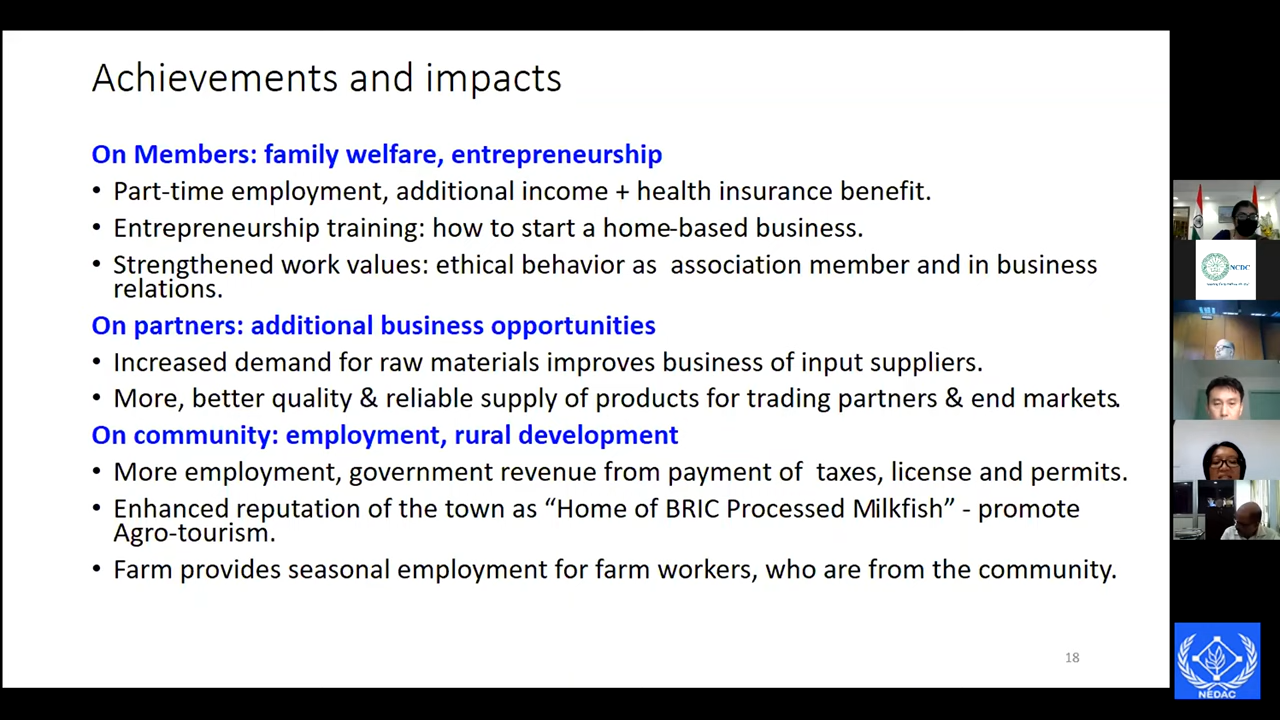 Achievements and impacts
On Members: family welfare, entrepreneurship
• Part-time employment, additional income + health insurance benefit.
• Entrepreneurship training: how to start a home-based business.
• Strengthened work values: ethical behavior as association member and in business
relations.
On partners: additional business opportunities
• Increased demand for raw materials improves business of input suppliers.
• More, better quality & reliable supply of products for trading partners & end markets.
On community: employment, rural development
• More employment, government revenue from payment of taxes, license and permits.
• Enhanced reputation of the town as “Home of BRIC Processed Milkfish” - promote
Agro-tourism.
• Farm provides seasonal employment for farm workers, who are from the community.
18
NCDC
NEDAC